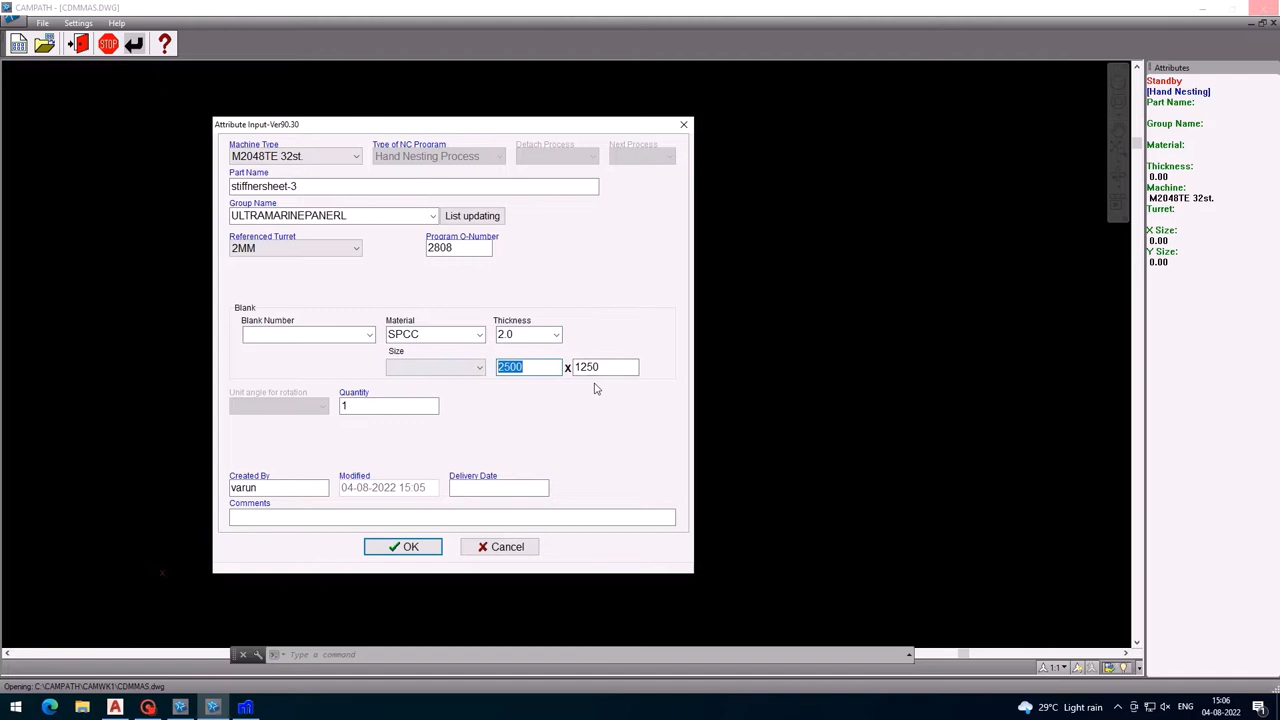 CAMPATH - [CDMMAS.DWG]
File Settings Help
STOP
Attributes
Standby
[Hand Nesting]
Part Name:
Group Name:
Material:
Thickness:
0.00
Machine:
M2048TE 32st.
Turret:
X Size:
0.00
Y Size:
0.00
Attribute Input-Ver90.30
Machine Type Type of NC Program Detach Process Next Process
M2048TE 32st. Hand Nesting Process
Part Name
stiffnersheet-3
Group Name
ULTRAMARINEPANERL List updating
Referenced Turret Program O-Number
2MM 2808
Blank
Blank Number Material Thickness
SPCC 2.0
Size
2500 X 1250
Unit angle for rotation Quantity
1
Created By Modified Delivery Date
varun 04-08-2022 15:05
Comments
OK Cancel
X
Type a command
1:1
Opening: C:\CAMPATH\CAMWK1\CDMMAS.dwg
29°C Light rain ENG 15:06
04-08-2022